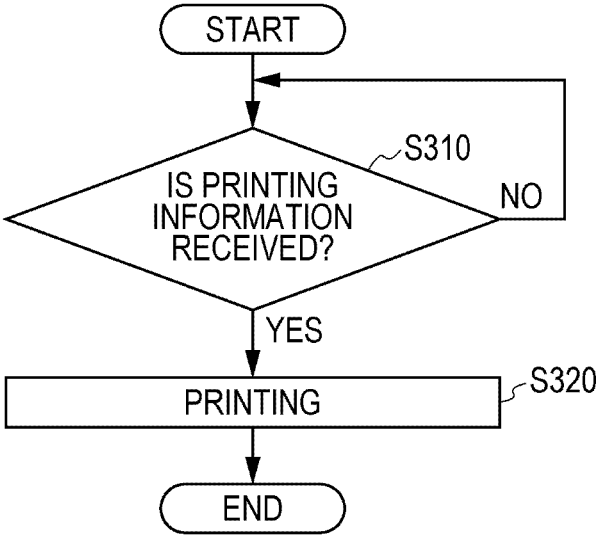 START
S310
IS PRINTING
INFORMATION
RECEIVED?
NO
YES
PRINTING
S320
END